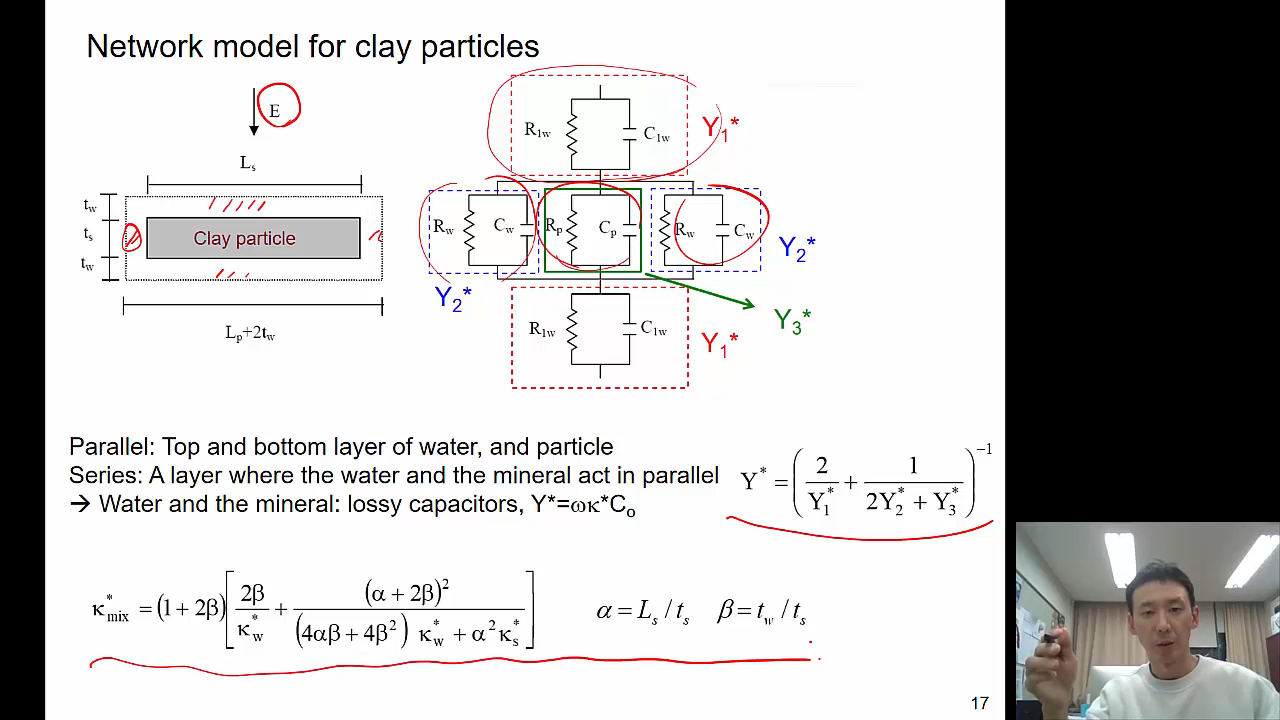 Network model for clay particles
E
L_s
t_w
t_s
t_w
Clay particle
L_p+2t_w
R_1w C_1w Y_1*
R_w C_w R_p C_p R_w C_w
Y_2* Y_2*
Y_3*
R_1w C_1w Y_1*
Parallel: Top and bottom layer of water, and particle
Series: A layer where the water and the mineral act in parallel
→ Water and the mineral: lossy capacitors, Y*=ωκ*C_o
Y* = (2/Y_1* + 1/(2Y_2* + Y_3*))^−1
κ*_mix = (1 + 2β)[2β/κ_w* + (α + 2β)^2/((4αβ + 4β^2) κ_w* + α^2 κ_s*)]
α = L_s / t_s β = t_w / t_s
17